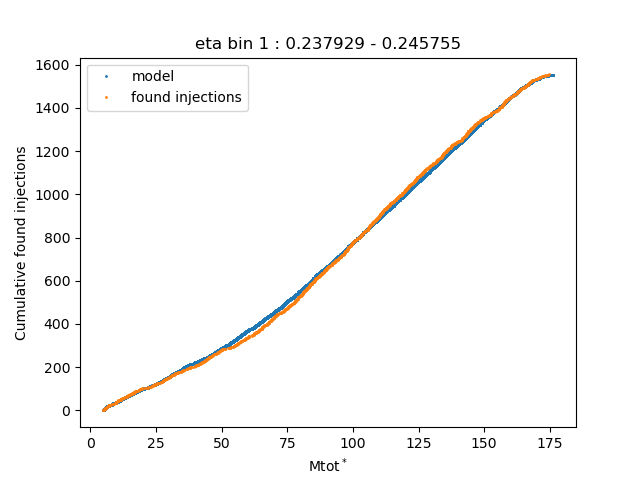 eta bin 1 : 0.237929 - 0.245755
model
found injections
Cumulative found injections
1600
1400
1200
1000
800
600
400
200
0
0 25 50 75 100 125 150 175
Mtot*